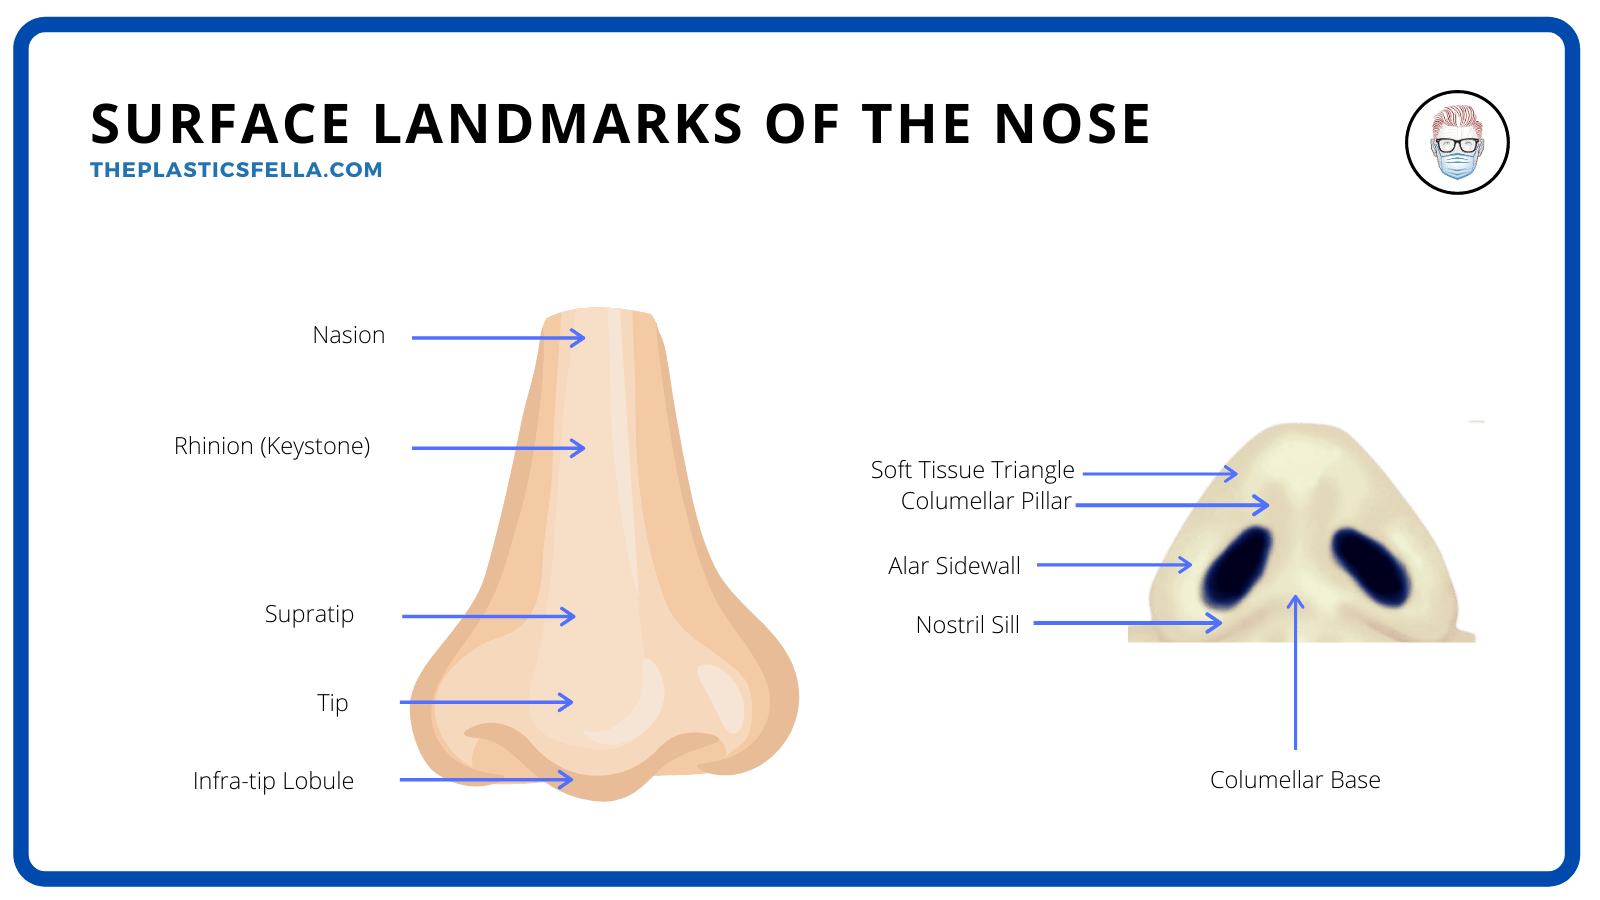 SURFACE LANDMARKS OF THE NOSE
THEPLASTICSFELLA.COM
Nasion
Rhinion (Keystone)
Supratip
Tip
Infra-tip Lobule
Soft Tissue Triangle
Columellar Pillar
Alar Sidewall
Nostril Sill
Columellar Base